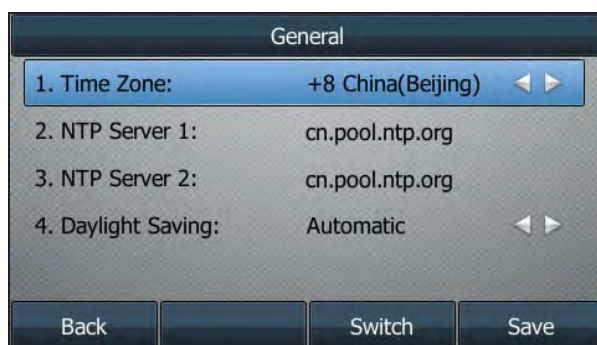 General
1. Time Zone: +8 China(Beijing)
2. NTP Server 1: cn.pool.ntp.org
3. NTP Server 2: cn.pool.ntp.org
4. Daylight Saving: Automatic
Back Switch Save